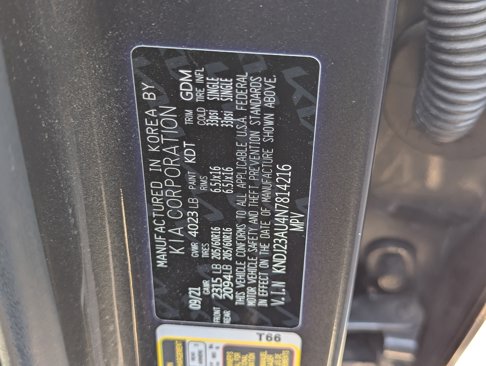 MANUFACTURED IN KOREA BY
KIA CORPORATION
09/21 GVWR 4023 LB PAINT KDT TRIM GDM
GAWR TIRES RIMS COLD TIRE INFL
FRONT 2315 LB 205/60R16 6.5Jx16 33psi SINGLE
REAR 2094 LB 205/60R16 6.5Jx16 33psi SINGLE
THIS VEHICLE CONFORMS TO ALL APPLICABLE U.S.A. FEDERAL
MOTOR VEHICLE SAFETY AND THEFT PREVENTION STANDARDS
IN EFFECT ON THE DATE OF MANUFACTURE SHOWN ABOVE.
V.I.N KNDJ23AU4N7814216
MPV
T66